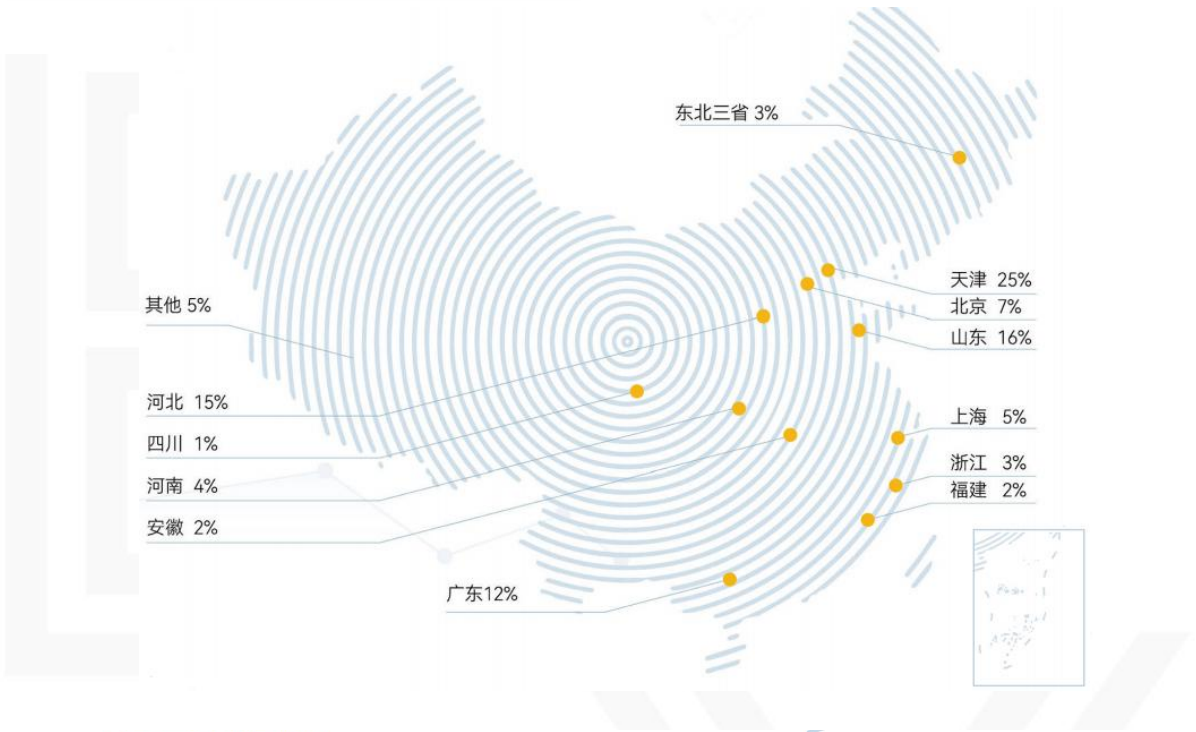 东北三省 3%
天津 25%
北京 7%
山东 16%
其他 5%
河北 15%
四川 1%
河南 4%
安徽 2%
上海 5%
浙江 3%
福建 2%
广东12%